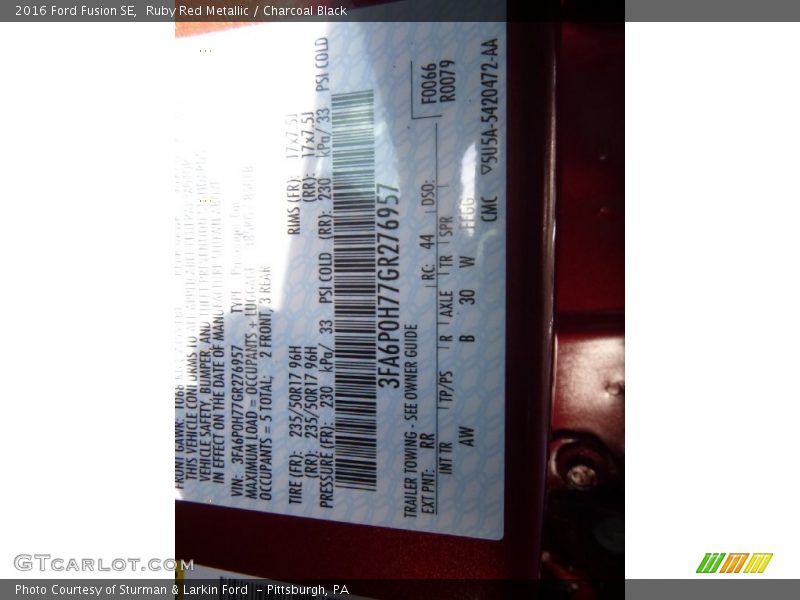 2016 Ford Fusion SE,  Ruby Red Metallic / Charcoal Black
THIS VEHICLE CONFORMS TO ALL
VEHICLE SAFETY, BUMPER, AND THEFT PREVENTION
IN EFFECT ON THE DATE OF MANUFACTURE SHOWN
VIN: 3FA6P0H77GR276957 TYPE
MAXIMUM LOAD = OCCUPANTS + LUGGAGE
OCCUPANTS = 5 TOTAL; 2 FRONT, 3 REAR
TIRE (FR): 235/50R17 96H RIMS (FR): 17x7.5J
(RR): 235/50R17 96H (RR): 17x7.5J
PRESSURE (FR): 230 kPa/ 33 PSI COLD (RR): 230 kPa/ 33 PSI COLD
3FA6P0H77GR276957
TRAILER TOWING - SEE OWNER GUIDE
EXT PNT: RR RC: 44 DSO: F0066
R0079
INT TR TP/PS R AXLE TR SPR
AW B 30 W
CMC 5U5A-5420472-AA
GTcarlot.com
Photo Courtesy of Sturman & Larkin Ford  - Pittsburgh, PA